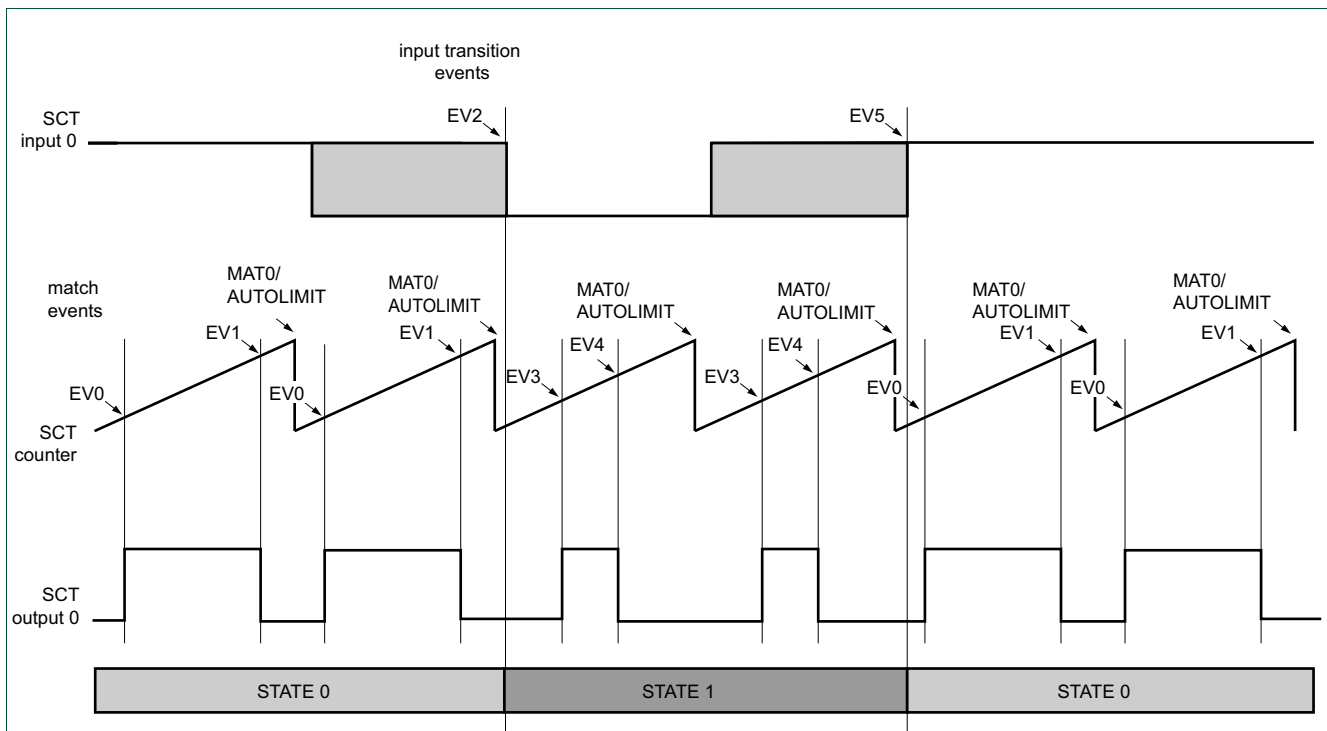 input transition
events
SCT
input 0
EV2
EV5
match
events
MAT0/
AUTOLIMIT
MAT0/
AUTOLIMIT
MAT0/
AUTOLIMIT
MAT0/
AUTOLIMIT
MAT0/
AUTOLIMIT
MAT0/
AUTOLIMIT
EV0
EV1
EV0
EV1
EV3
EV4
EV3
EV4
EV0
EV1
EV0
EV1
SCT
counter
SCT
output 0
STATE 0
STATE 1
STATE 0